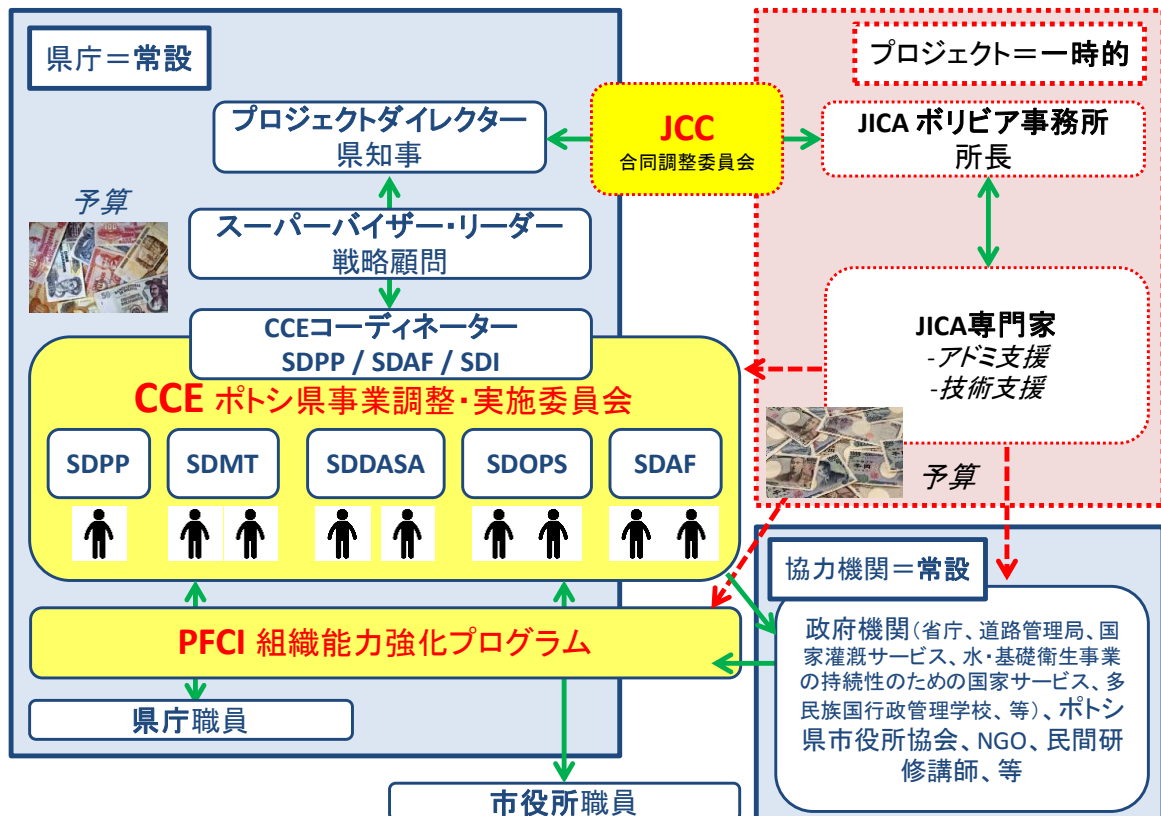 県庁＝常設
プロジェクト＝一時的
プロジェクトダイレクター
県知事
JCC
合同調整委員会
JICA ボリビア事務所
所長
予算
スーパーバイザー・リーダー
戦略顧問
CCEコーディネーター
SDPP / SDAF / SDI
JICA専門家
-アドミ支援
-技術支援
CCE ポトシ県事業調整・実施委員会
SDPP
SDMT
SDDASA
SDOPS
SDAF
予算
協力機関＝常設
PFCI 組織能力強化プログラム
政府機関（省庁、道路管理局、国
家灌漑サービス、水・基礎衛生事業
の持続性のための国家サービス、多
民族国行政管理学校、等）、ポトシ
県市役所協会、NGO、民間研
修講師、等
県庁職員
市役所職員